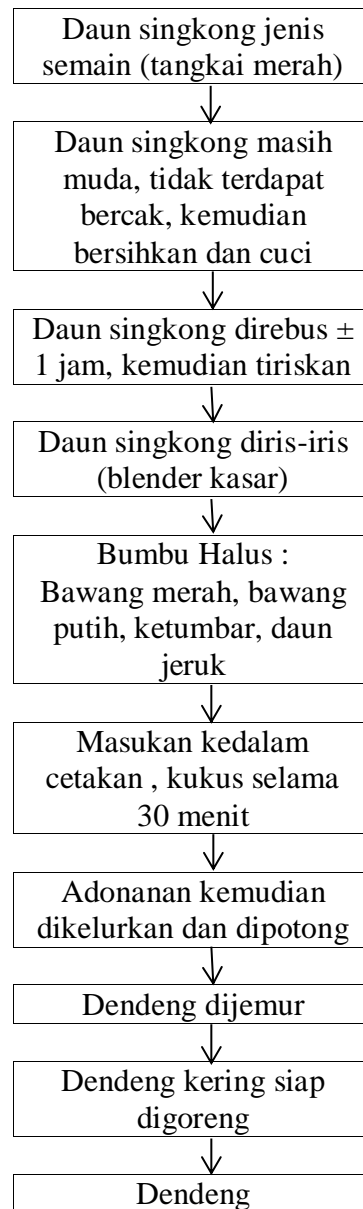 Daun singkong jenis
semain (tangkai merah)
Daun singkong masih
muda, tidak terdapat
bercak, kemudian
bersihkan dan cuci
Daun singkong direbus ±
1 jam, kemudian tiriskan
Daun singkong diris-iris
(blender kasar)
Bumbu Halus :
Bawang merah, bawang
putih, ketumbar, daun
jeruk
Masukan kedalam
cetakan , kukus selama
30 menit
Adonanan kemudian
dikelurkan dan dipotong
Dendeng dijemur
Dendeng kering siap
digoreng
Dendeng